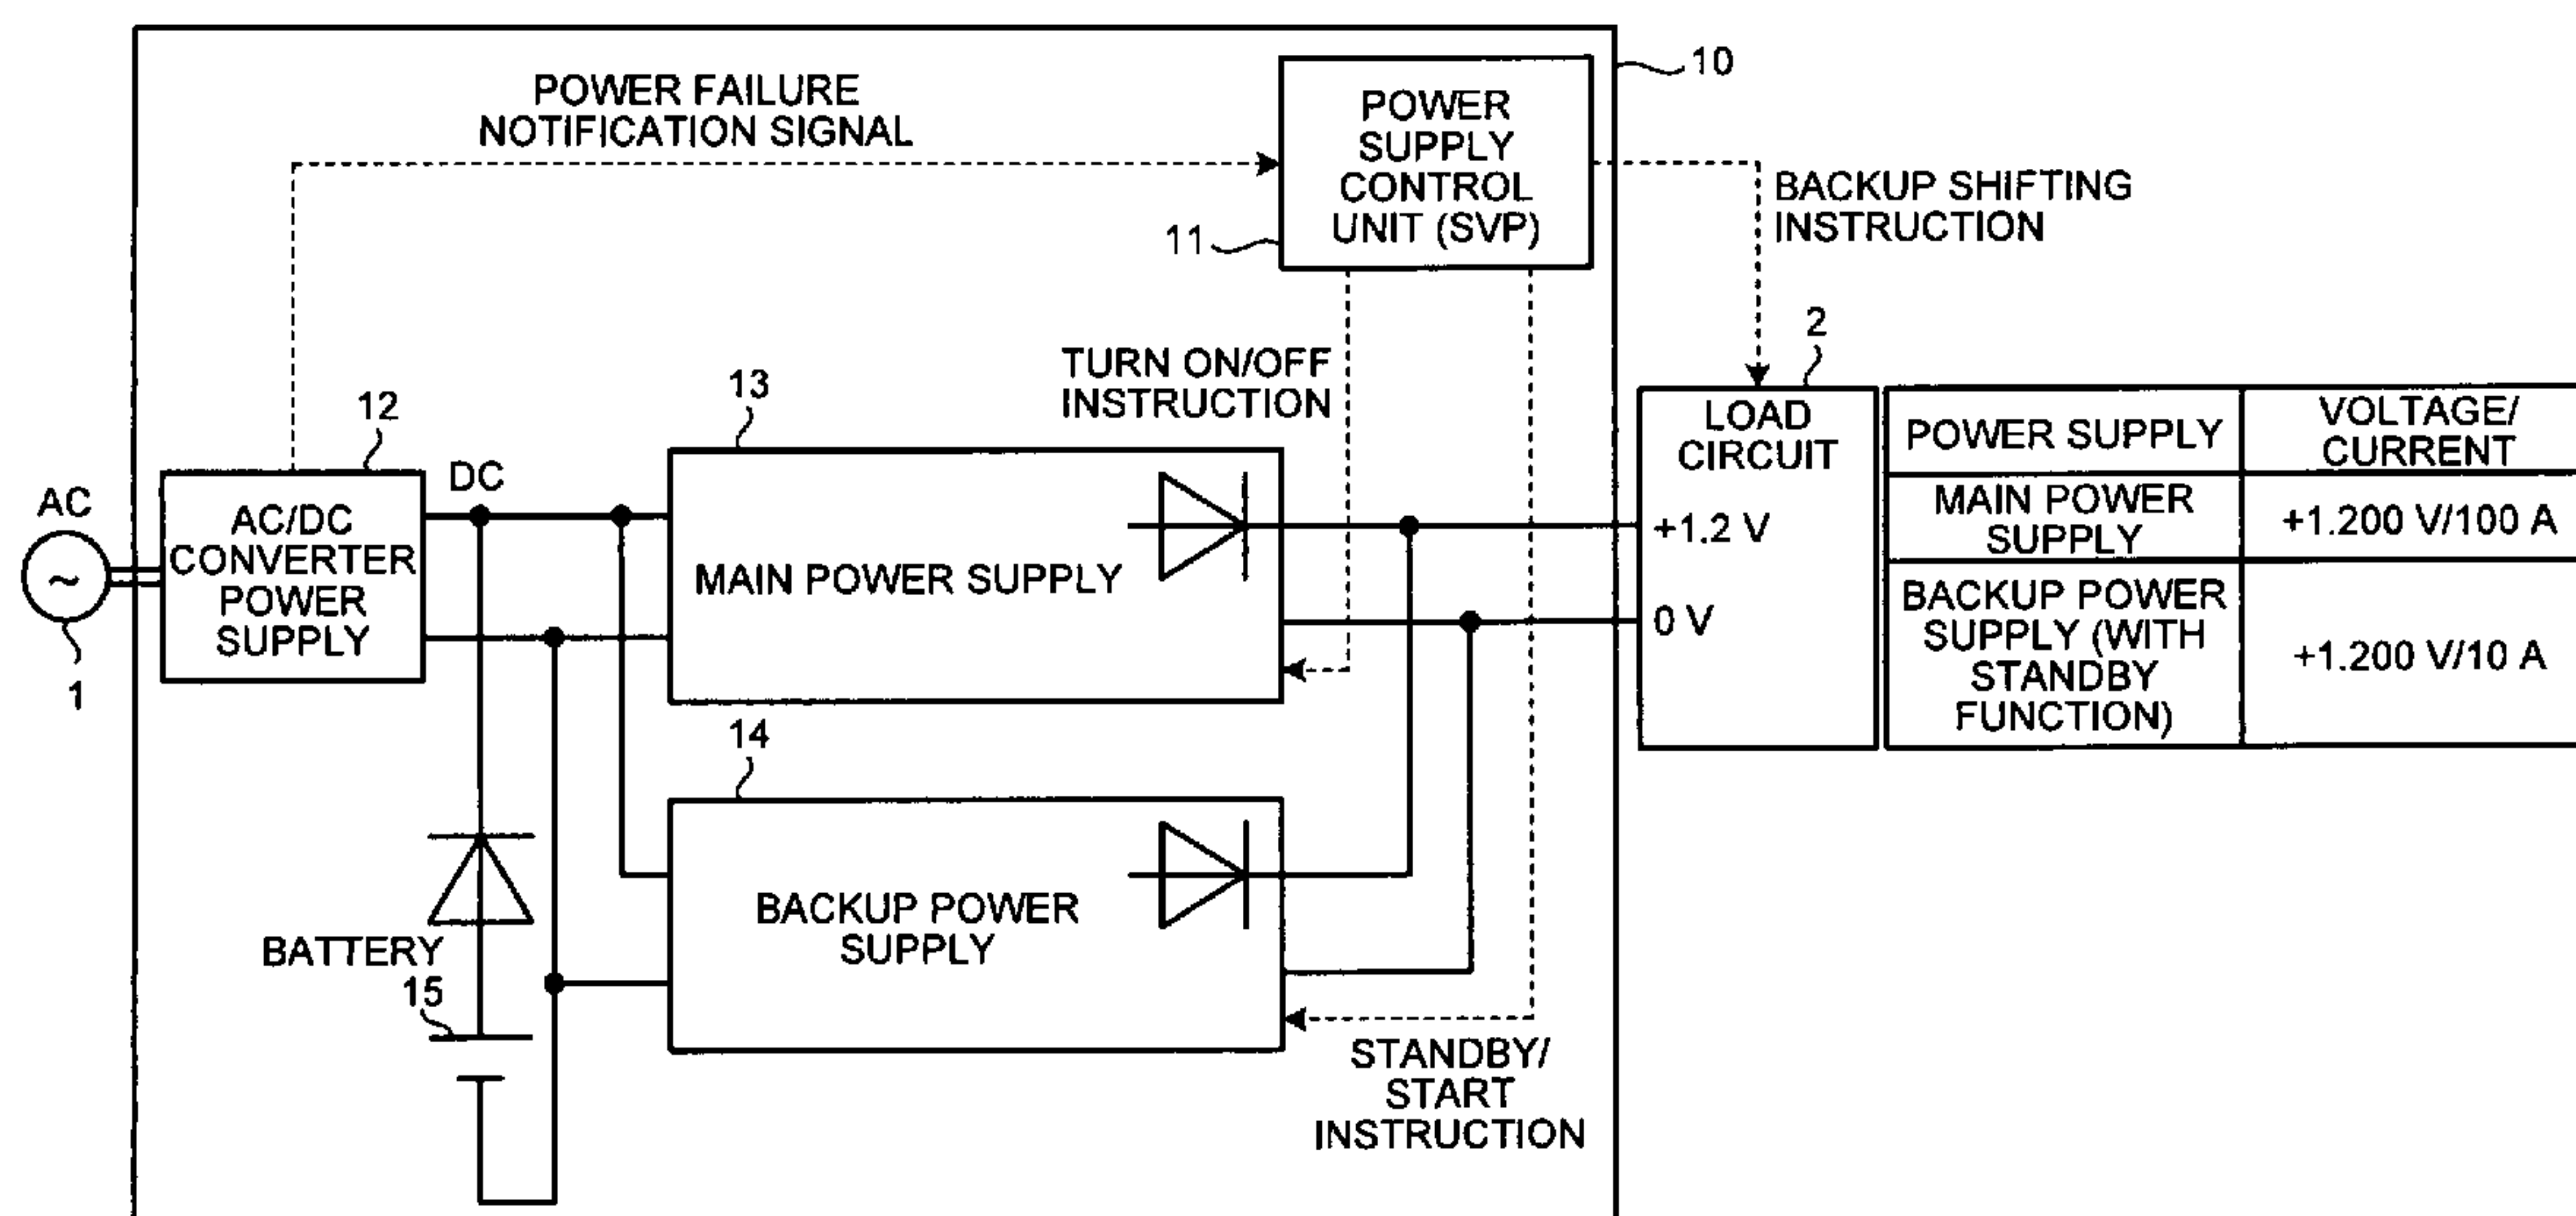 POWER FAILURE
NOTIFICATION SIGNAL
POWER
SUPPLY
CONTROL
UNIT (SVP)
10
11
BACKUP SHIFTING
INSTRUCTION
TURN ON/OFF
INSTRUCTION
2
LOAD
CIRCUIT
+1.2 V
0 V
POWER SUPPLY
VOLTAGE/
CURRENT
MAIN POWER
SUPPLY
+1.200 V/100 A
BACKUP POWER
SUPPLY (WITH
STANDBY
FUNCTION)
+1.200 V/10 A
AC
~
1
12
AC/DC
CONVERTER
POWER
SUPPLY
DC
13
MAIN POWER SUPPLY
14
BACKUP POWER
SUPPLY
BATTERY
15
STANDBY/
START
INSTRUCTION